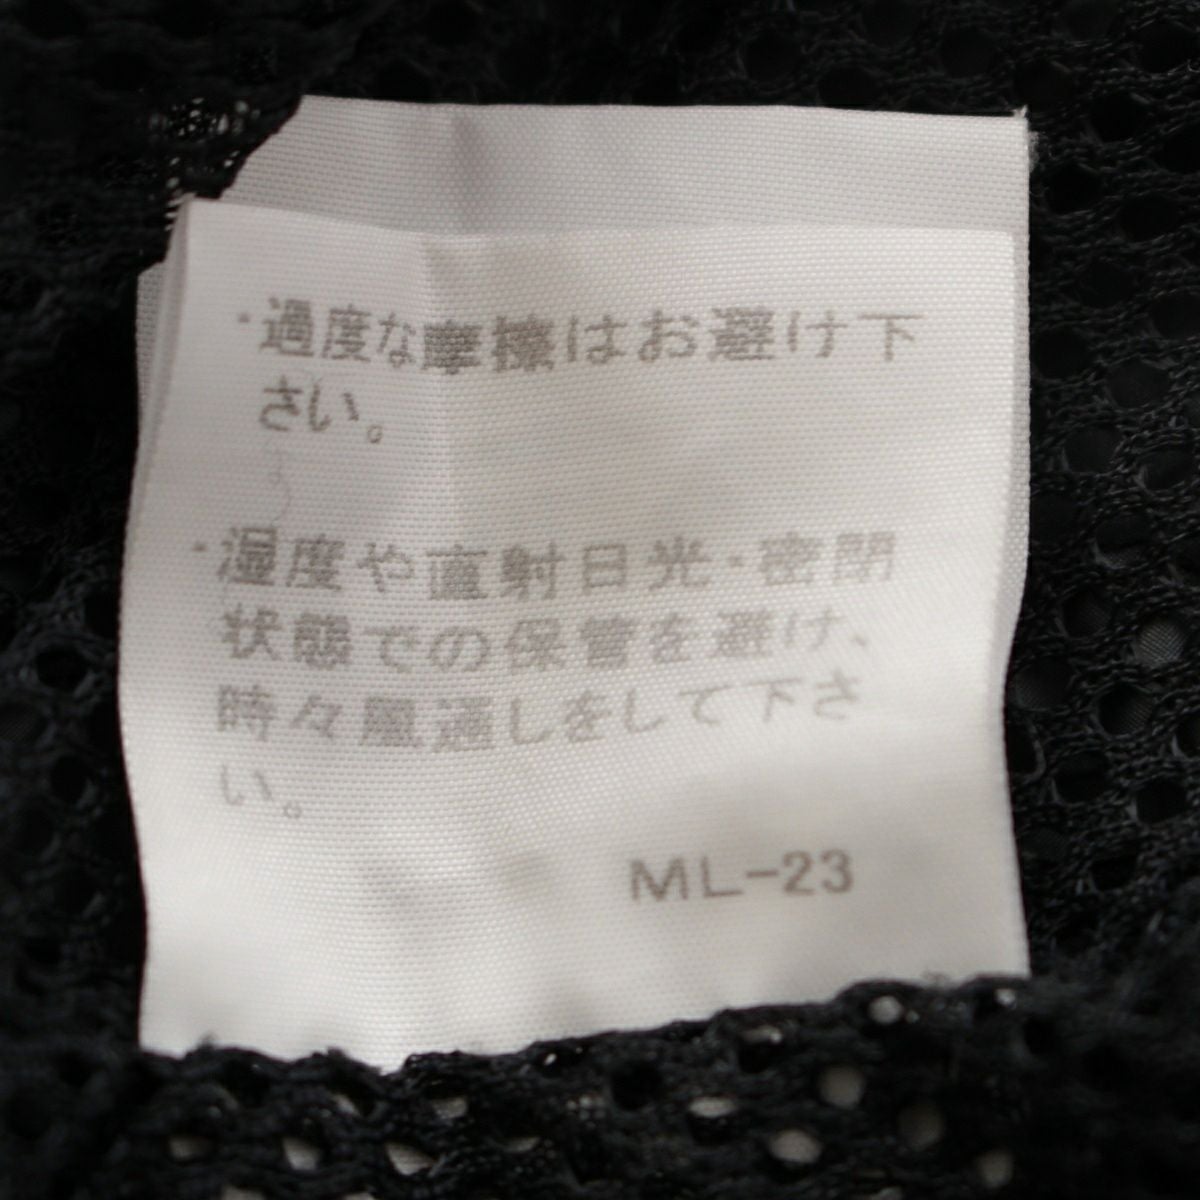 ・過度な摩擦はお避け下
さい。
・湿度や直射日光・密閉
状態での保管を避け、
時々風通しをして下さ
い。
ML-23